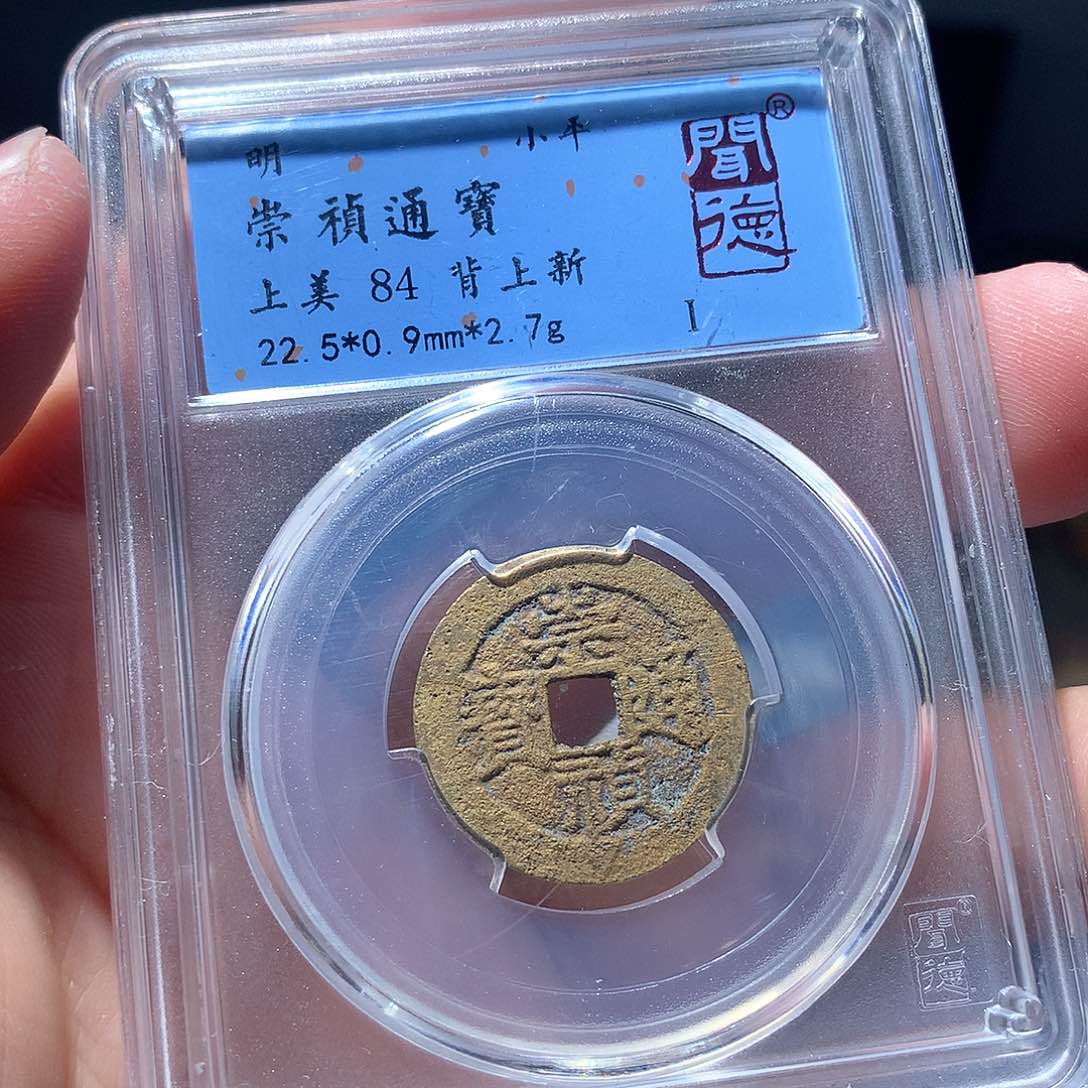 明 小平
崇禎通寶
上美 84 背上新
22.5*0.9mm*2.7g
I
聞德®
崇禎通寶
聞德